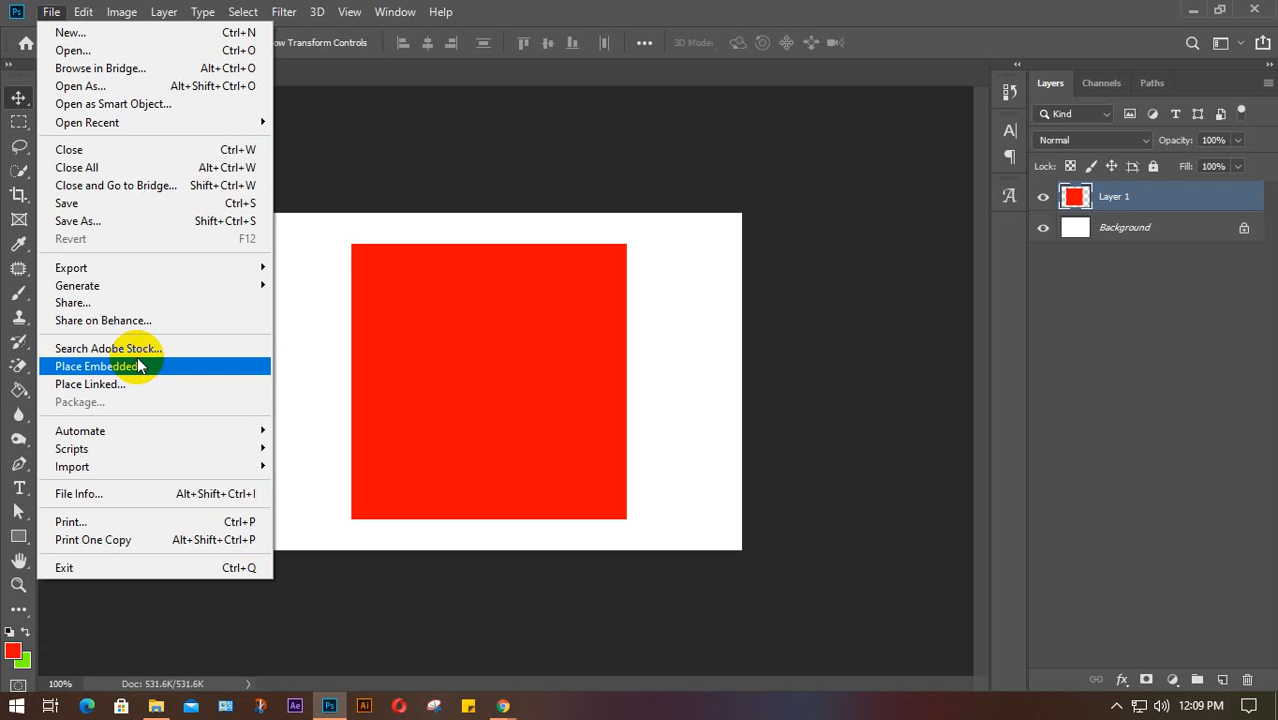 Ps File Edit Image Layer Type Select Filter 3D View Window Help
ow Transform Controls 3D Mode
New... Ctrl+N
Open... Ctrl+O
Browse in Bridge... Alt+Ctrl+O
Open As... Alt+Shift+Ctrl+O
Open as Smart Object...
Open Recent
Close Ctrl+W
Close All Alt+Ctrl+W
Close and Go to Bridge... Shift+Ctrl+W
Save Ctrl+S
Save As... Shift+Ctrl+S
Revert F12
Export
Generate
Share...
Share on Behance...
Search Adobe Stock...
Place Embedded
Place Linked...
Package...
Automate
Scripts
Import
File Info... Alt+Shift+Ctrl+I
Print... Ctrl+P
Print One Copy Alt+Shift+Ctrl+P
Exit Ctrl+Q
Layers Channels Paths
Kind
Normal Opacity: 100%
Lock: Fill: 100%
Layer 1
Background
100% Doc: 531.6K/531.6K
Ae Ps Ai 12:09 PM